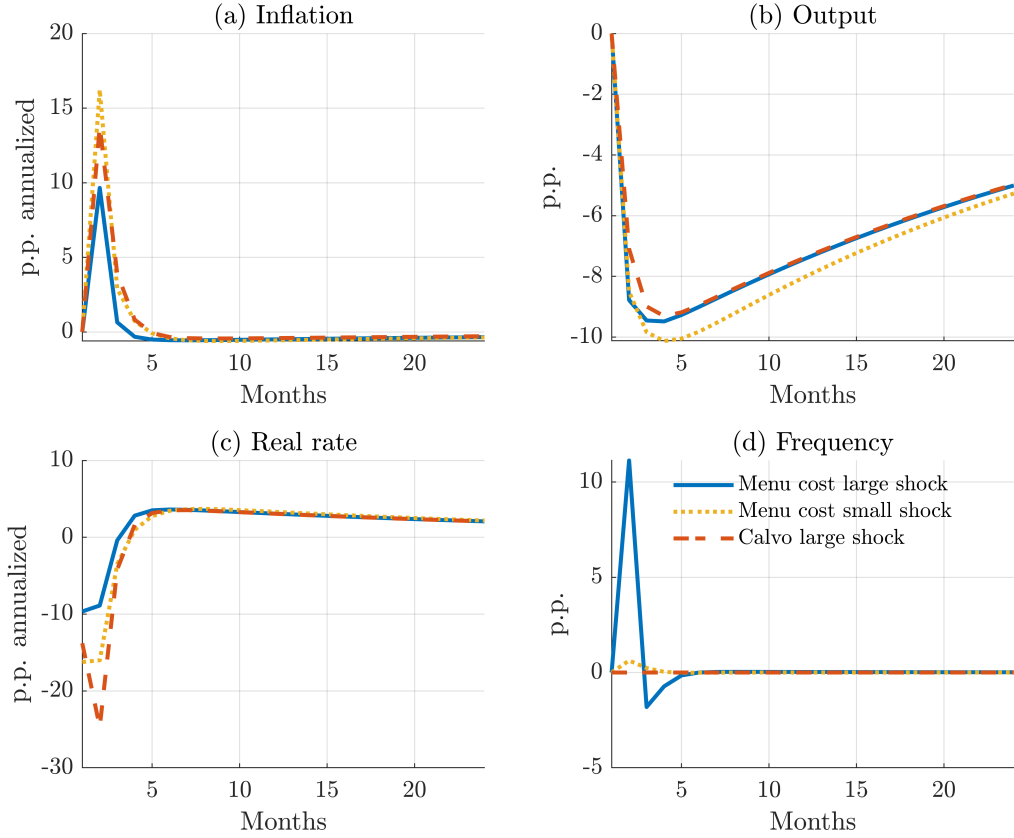 (a) Inflation
20
15
10
5
0
p.p. annualized
5
10
15
20
Months
(b) Output
0
-2
-4
-6
-8
-10
p.p.
5
10
15
20
Months
(c) Real rate
10
0
-10
-20
-30
p.p. annualized
5
10
15
20
Months
(d) Frequency
Menu cost large shock
Menu cost small shock
Calvo large shock
10
5
0
-5
p.p.
5
10
15
20
Months